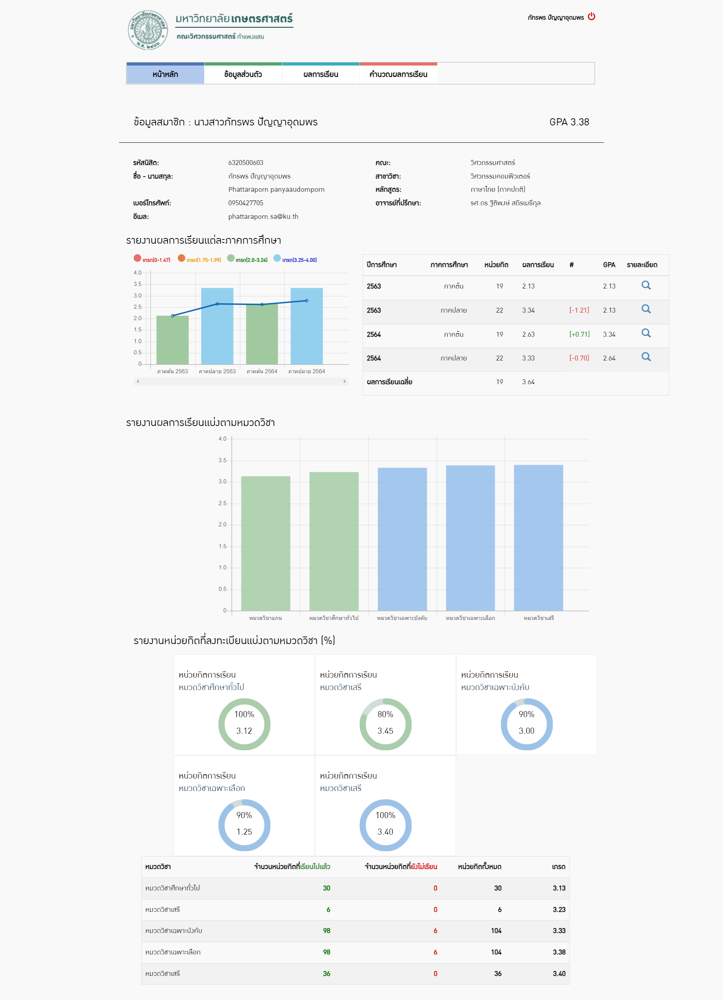 มหาวิทยาลัยเกษตรศาสตร์
คณะวิศวกรรมศาสตร์ กำแพงแสน
มหาวิทยาลัยเกษตรศาสตร์
พ.ศ. ๒๔๘๖
ภัทรพร ปัญญาอุดมพร
หน้าหลัก ข้อมูลส่วนตัว ผลการเรียน คำนวณผลการเรียน
ข้อมูลสมาชิก : นางสาวภัทรพร ปัญญาอุดมพร GPA 3.38
รหัสนิสิต: 6320500603 คณะ: วิศวกรรมศาสตร์
ชื่อ - นามสกุล: ภัทรพร ปัญญาอุดมพร สาขาวิชา: วิศวกรรมคอมพิวเตอร์
Phattaraporn panyaaudomporn หลักสูตร: ภาษาไทย (ภาคปกติ)
เบอร์โทรศัพท์: 0950427705 อาจารย์ที่ปรึกษา: รศ.ดร.ฐิติพงษ์ สถิรเมธีกุล
อีเมล: phattaraporn.sa@ku.th
รายงานผลการเรียนแต่ละภาคการศึกษา
เกรด(0-1.47) เกรด(1.75-1.99) เกรด(2.0-3.24) เกรด(3.25-4.00)
4.0
3.5
3.0
2.5
2.0
1.5
1.0
0.5
0
ภาคต้น 2563 ภาคปลาย 2563 ภาคต้น 2564 ภาคปลาย 2564
ปีการศึกษา ภาคการศึกษา หน่วยกิต ผลการเรียน # GPA รายละเอียด
2563 ภาคต้น 19 2.13 2.13
2563 ภาคปลาย 22 3.34 [-1.21] 2.13
2564 ภาคต้น 19 2.63 [+0.71] 3.34
2564 ภาคปลาย 22 3.33 [-0.70] 2.64
ผลการเรียนเฉลี่ย 19 3.64
รายงานผลการเรียนแบ่งตามหมวดวิชา
4.0
3.5
3.0
2.5
2.0
1.5
1.0
0.5
0
หมวดวิชาแกน หมวดวิชาศึกษาทั่วไป หมวดวิชาเฉพาะบังคับ หมวดวิชาเฉพาะเลือก หมวดวิชาเสรี
รายงานหน่วยกิตที่ลงทะเบียนแบ่งตามหมวดวิชา (%)
หน่วยกิตการเรียน หน่วยกิตการเรียน หน่วยกิตการเรียน
หมวดวิชาศึกษาทั่วไป หมวดวิชาเสรี หมวดวิชาเฉพาะบังคับ
100% 80% 90%
3.12 3.45 3.00
หน่วยกิตการเรียน หน่วยกิตการเรียน
หมวดวิชาเฉพาะเลือก หมวดวิชาเสรี
90% 100%
1.25 3.40
หมวดวิชา จำนวนหน่วยกิตที่เรียนไปแล้ว จำนวนหน่วยกิตที่ยังไม่เรียน หน่วยกิตทั้งหมด เกรด
หมวดวิชาศึกษาทั่วไป 30 0 30 3.13
หมวดวิชาเสรี 6 0 6 3.23
หมวดวิชาเฉพาะบังคับ 98 6 104 3.33
หมวดวิชาเฉพาะเลือก 98 6 104 3.38
หมวดวิชาเสรี 36 0 36 3.40